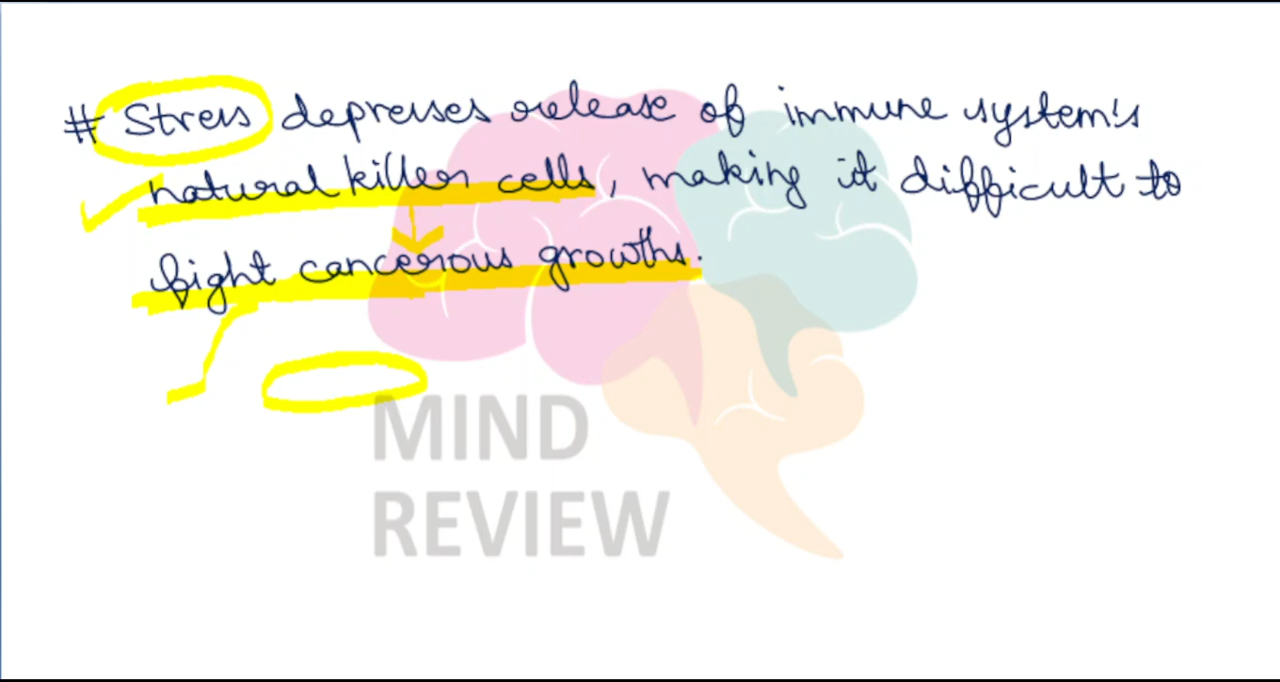 # Stress depresses release of immune system's
natural killer cells, making it difficult to
fight cancerous growths.
MIND
REVIEW